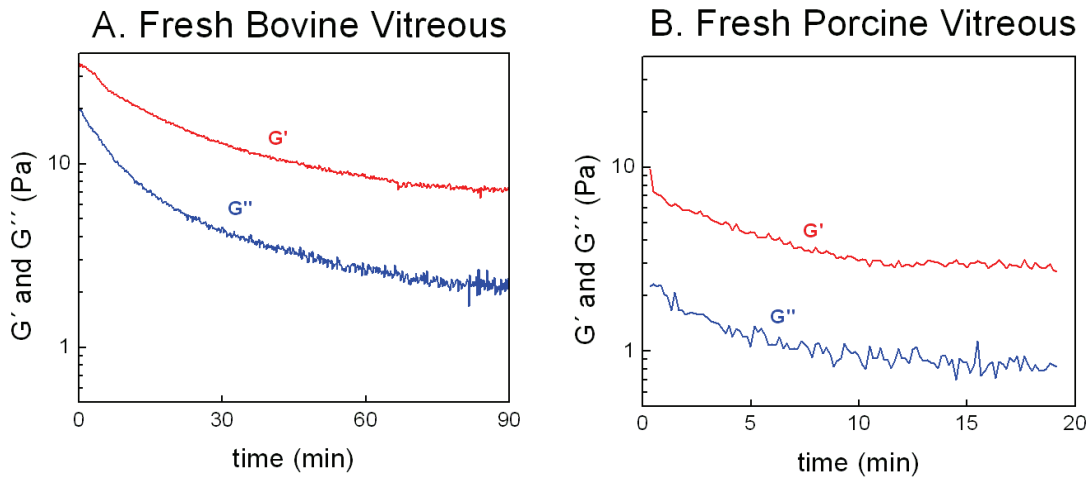 A. Fresh Bovine Vitreous
G´ and G´´ (Pa)
10
1
G'
G''
0
30
60
90
time (min)
B. Fresh Porcine Vitreous
G´ and G´´ (Pa)
10
1
G'
G''
0
5
10
15
20
time (min)